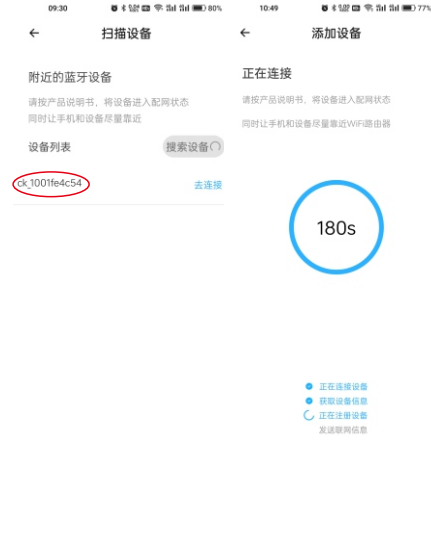 09:30
80%
扫描设备
附近的蓝牙设备
请按产品说明书，将设备进入配网状态
同时让手机和设备尽量靠近
设备列表
搜索设备
ck_1001fe4c54
去连接
10:49
77%
添加设备
正在连接
请按产品说明书，将设备进入配网状态
同时让手机和设备尽量靠近WiFi路由器
180s
正在连接设备
获取设备信息
正在注册设备
发送联网信息